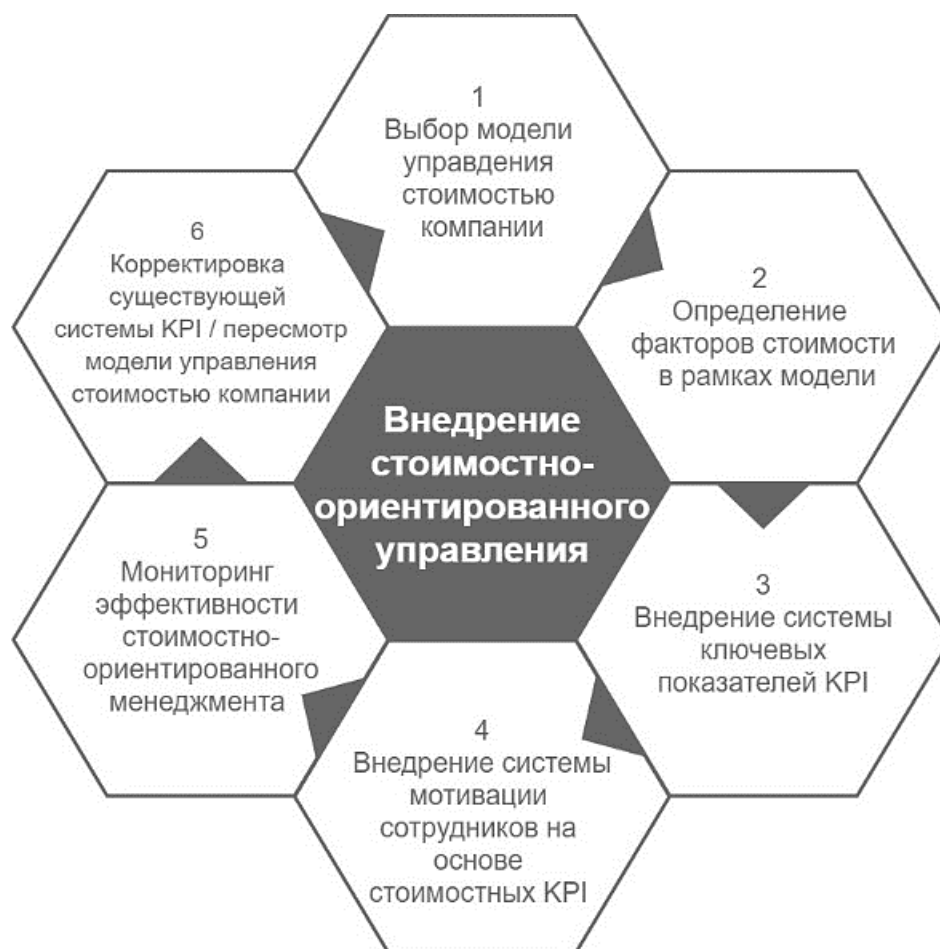 1
Выбор модели
управдения
стоимостью
компании
2
Определение
факторов стоимости
в рамках модели
3
Внедрение системы
ключевых
показателей KPI
4
Внедрение системы
мотивации
сотрудников на
основе
стоимостных KPI
5
Мониторинг
эффективности
стоимостно-
ориентированного
менеджмента
6
Корректировка
существующей
системы KPI / пересмотр
модели управления
стоимостью компании
Внедрение
стоимостно-
ориентированного
управления